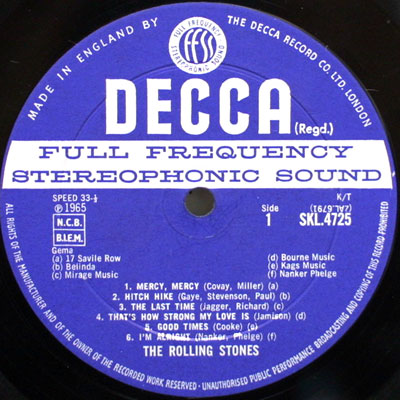 MADE IN ENGLAND BY
THE DECCA RECORD CO. LTD. LONDON
FULL FREQUENCY
ffss
STEREOPHONIC SOUND
DECCA
(Regd.)
FULL FREQUENCY
STEREOPHONIC SOUND
SPEED 33-⅓
℗ 1965
N.C.B.
B.I.E.M.
K/T
(ZAL.6791)
Side
1
SKL.4725
Gema
(a) 17 Savile Row
(b) Belinda
(c) Mirage Music
(d) Bourne Music
(e) Kags Music
(f) Nanker Phelge
1. MERCY, MERCY (Covay, Miller) (a)
2. HITCH HIKE (Gaye, Stevenson, Paul) (b)
3. THE LAST TIME (Jagger, Richard) (c)
4. THAT'S HOW STRONG MY LOVE IS (Jamison) (d)
5. GOOD TIMES (Cooke) (e)
6. I'M ALRIGHT (Nanker, Phelge) (f)
THE ROLLING STONES
ALL RIGHTS OF THE MANUFACTURER AND OF THE OWNER OF THE RECORDED WORK RESERVED · UNAUTHORISED PUBLIC PERFORMANCE BROADCASTING AND COPYING OF THIS RECORD PROHIBITED